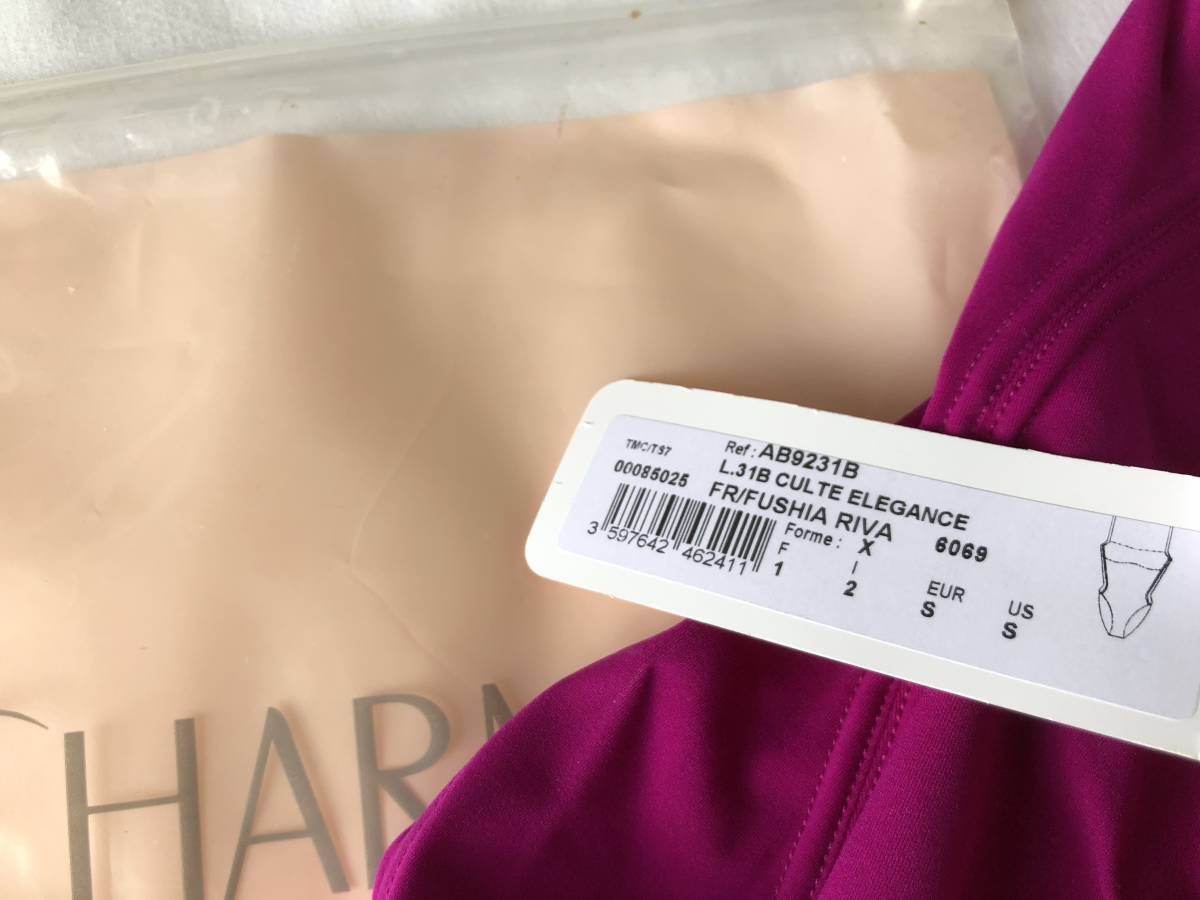 TMC/TS7
00085025
Ref : AB9231B
L.31B CULTE ELEGANCE
FR/FUSHIA RIVA
6069
3 597642 462411
Forme : X
F I
1 2
EUR US
S S
CHARM